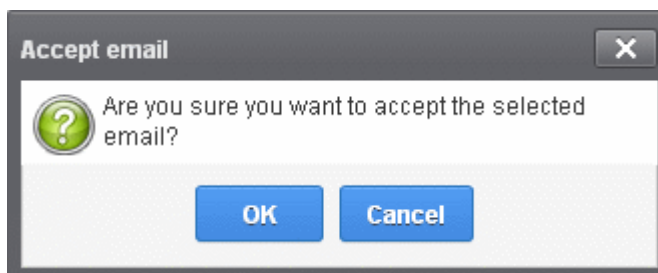 Accept email
Are you sure you want to accept the selected
email?
OK Cancel